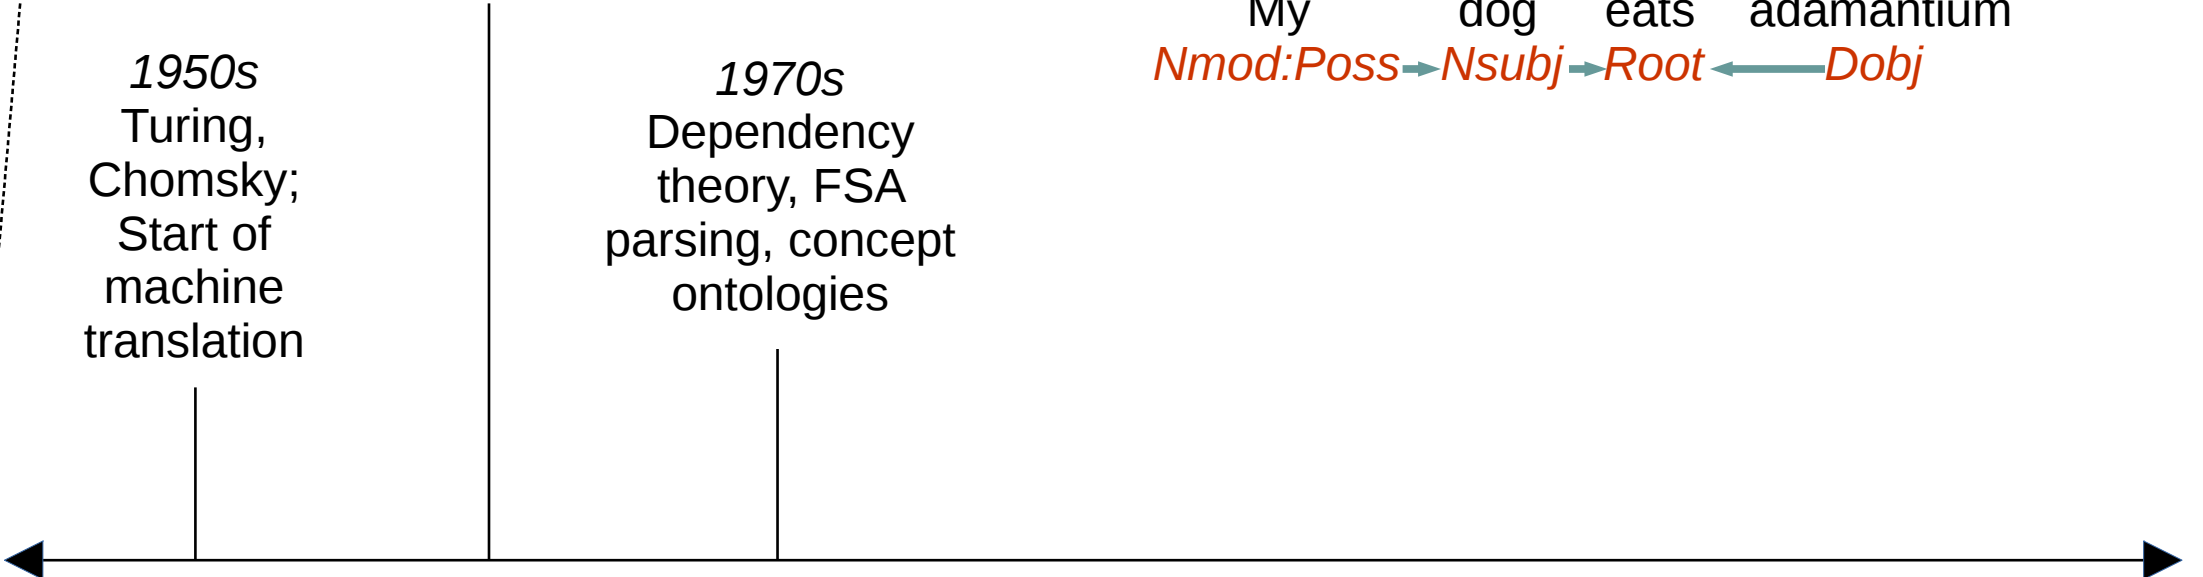 My dog eats adamantium
Nmod:Poss Nsubj Root Dobj
1950s
Turing,
Chomsky;
Start of
machine
translation
1970s
Dependency
theory, FSA
parsing, concept
ontologies